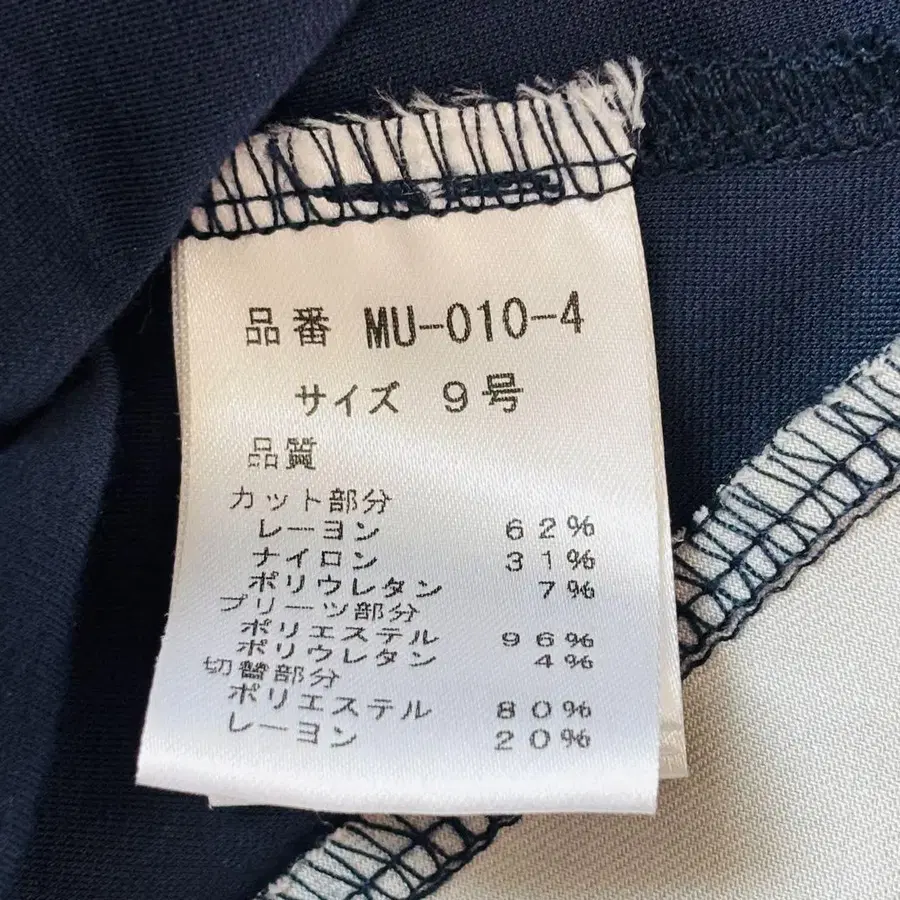 品番 MU-010-4
サイズ 9号
品質
カット部分
レーヨン 62%
ナイロン 31%
ポリウレタン 7%
プリーツ部分
ポリエステル 96%
ポリウレタン 4%
切替部分
ポリエステル 80%
レーヨン 20%